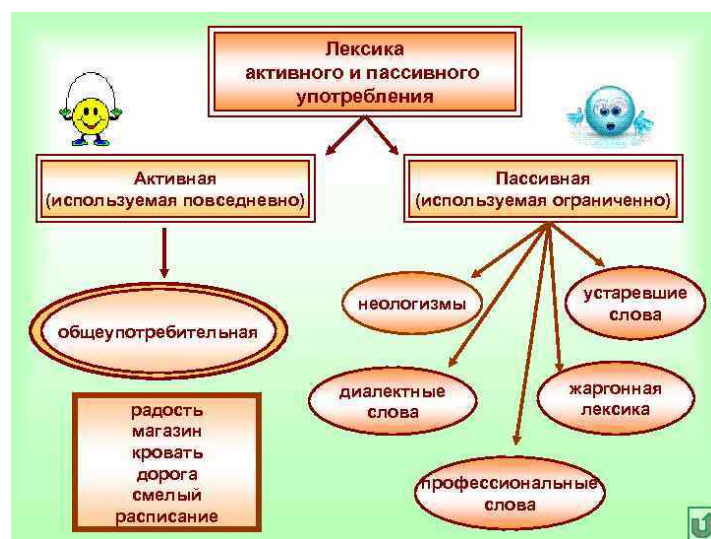 Лексика
активного и пассивного
употребления
Активная
(используемая повседневно)
Пассивная
(используемая ограниченно)
общеупотребительная
неологизмы
устаревшие
слова
диалектные
слова
жаргонная
лексика
профессиональные
слова
радость
магазин
кровать
дорога
смелый
расписание